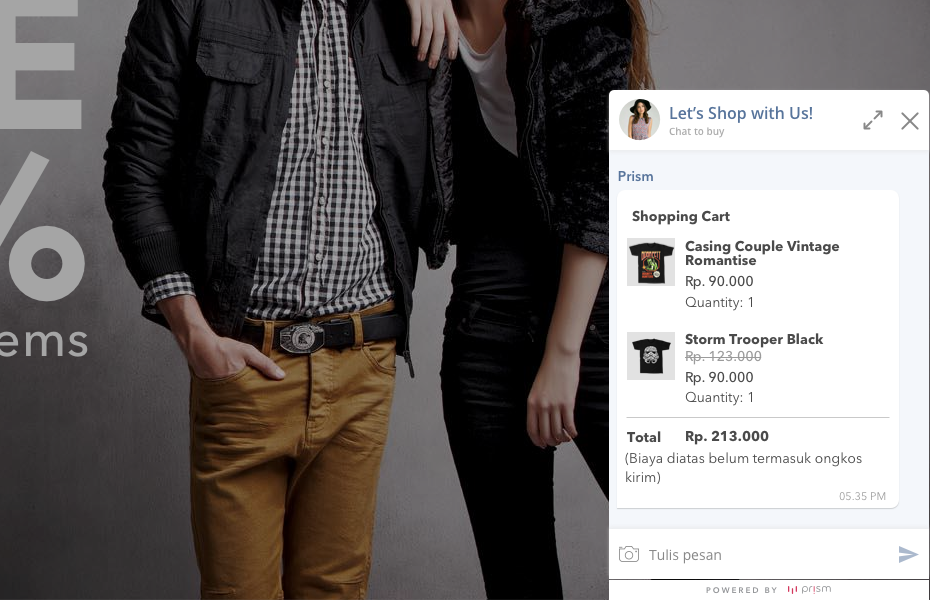 E
%
ems
Let's Shop with Us!
Chat to buy
Prism
Shopping Cart
Casing Couple Vintage
Romantise
Rp. 90.000
Quantity: 1
Storm Trooper Black
Rp. 123.000
Rp. 90.000
Quantity: 1
Total Rp. 213.000
(Biaya diatas belum termasuk ongkos
kirim)
05.35 PM
Tulis pesan
POWERED BY prism